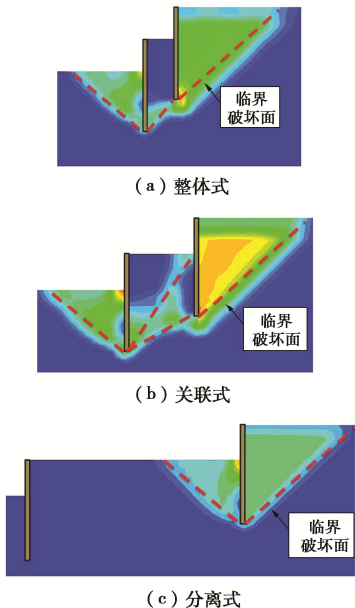 临界
破坏面
(a) 整体式
临界
破坏面
(b) 关联式
临界
破坏面
(c) 分离式